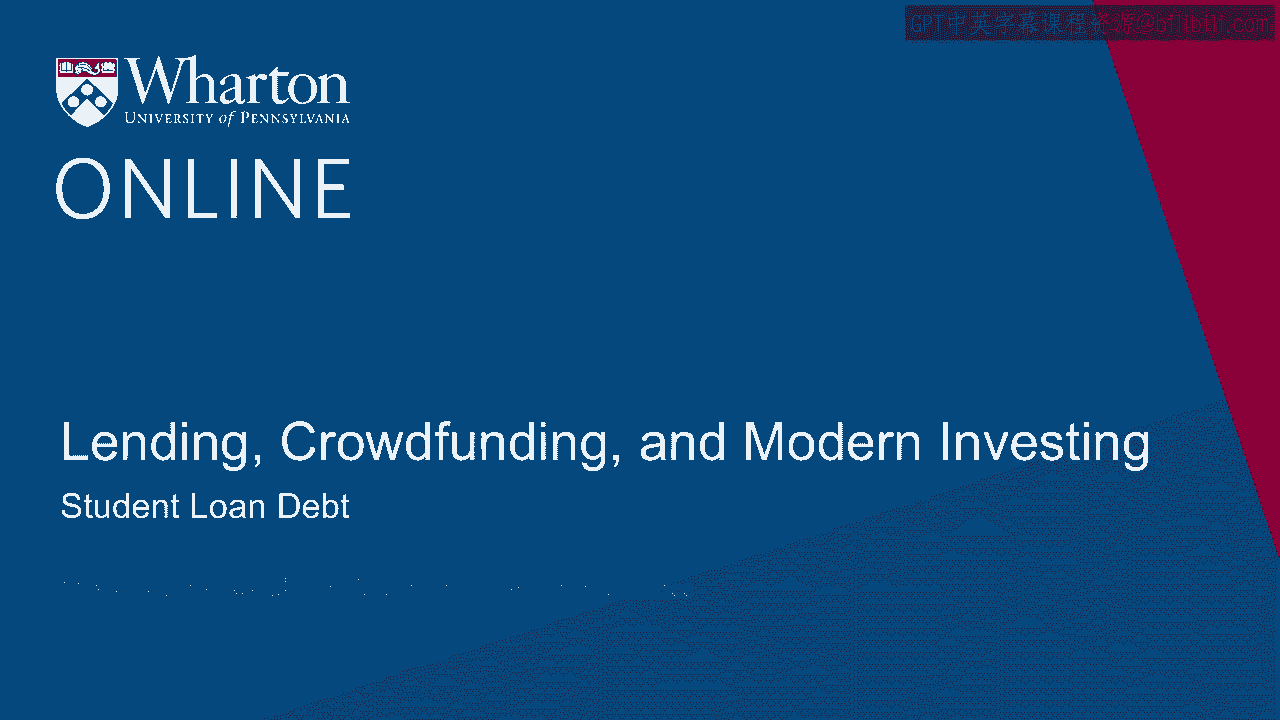 GPT中英字幕课程资源@bilibili.com
Wharton
UNIVERSITY of PENNSYLVANIA
ONLINE
Lending, Crowdfunding, and Modern Investing
Student Loan Debt